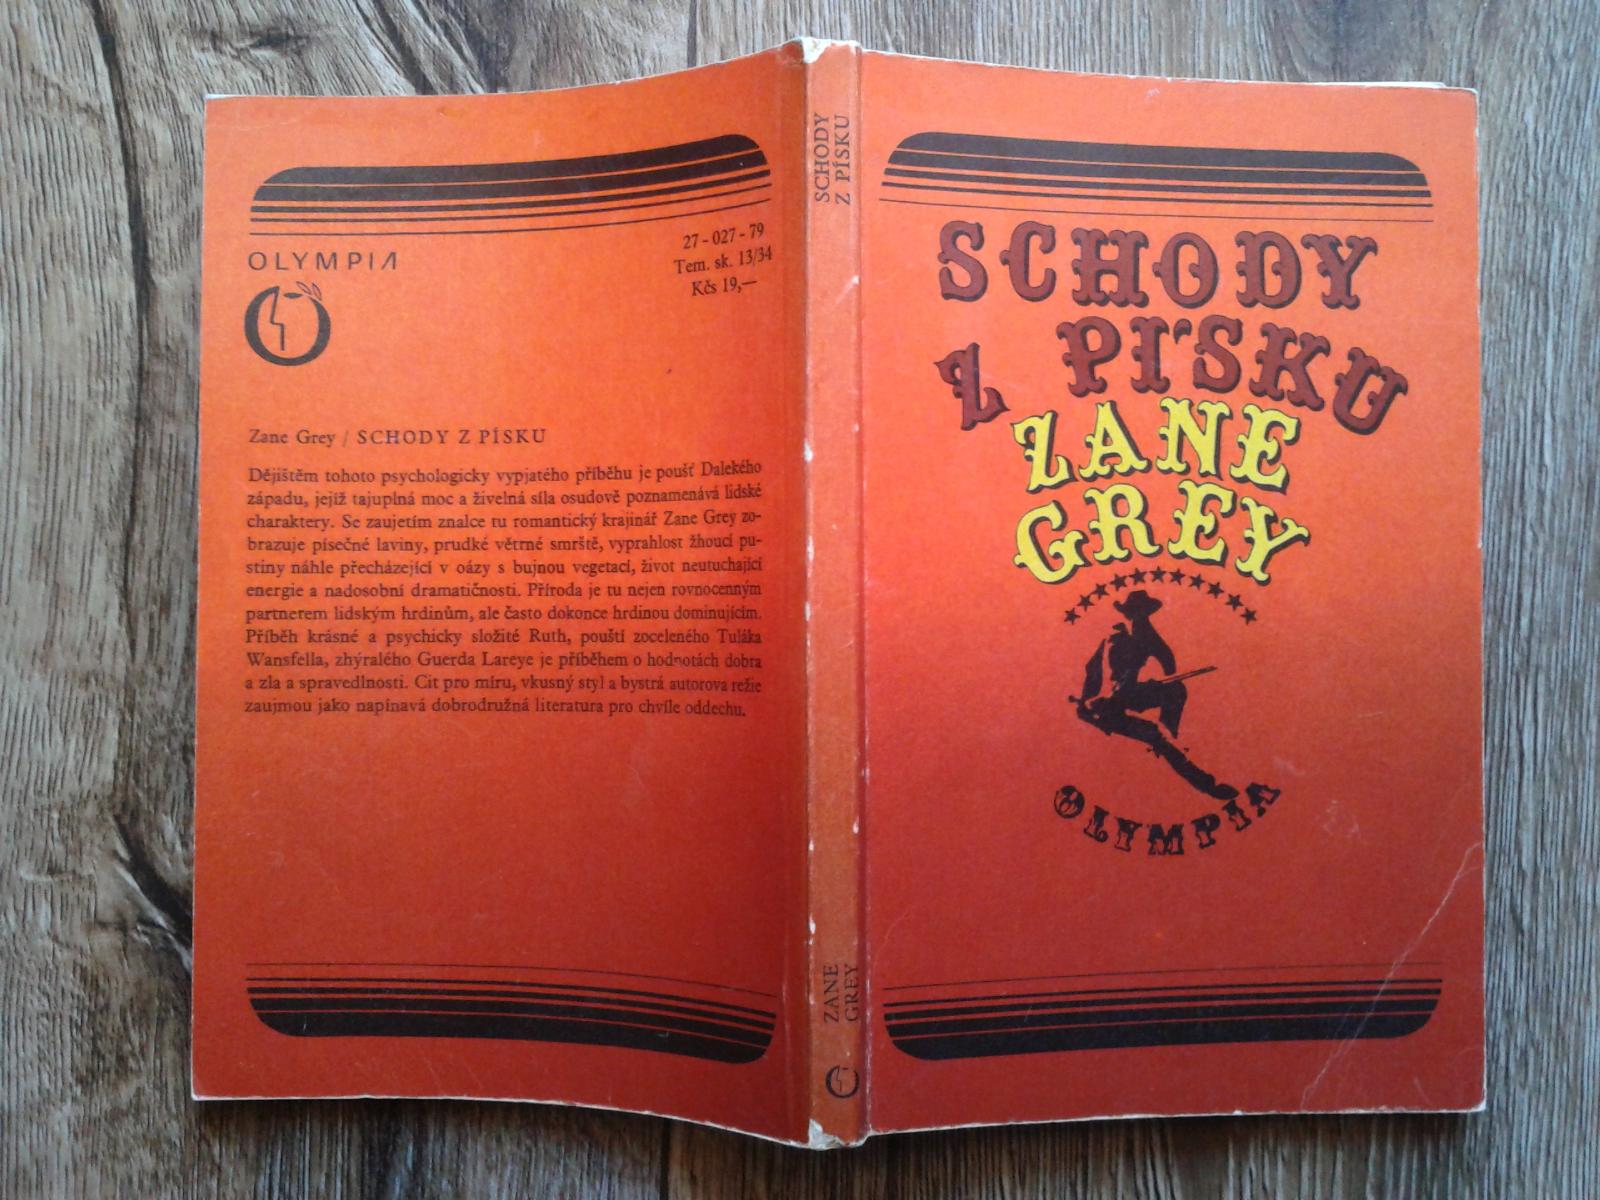 OLYMPIA
27 - 027 - 79
Tem. sk. 13/34
Kčs 19,—
Zane Grey / SCHODY Z PÍSKU
Dějištěm tohoto psychologicky vypjatého příběhu je poušť Dalekého
západu, jejíž tajuplná moc a živelná síla osudově poznamenává lidské
charaktery. Se zaujetím znalce tu romantický krajinář Zane Grey zo-
brazuje písečné laviny, prudké větrné smrště, vyprahlost žhoucí pu-
stiny náhle přecházející v oázy s bujnou vegetací, život neutuchající
energie a nadosobní dramatičnosti. Příroda je tu nejen rovnocenným
partnerem lidským hrdinům, ale často dokonce hrdinou dominujícím.
Příběh krásné a psychicky složité Ruth, pouští zoceleného Tuláka
Wansfella, zhýralého Guerda Lareye je příběhem o hodnotách dobra
a zla a spravedlnosti. Cit pro míru, vkusný styl a bystrá autorova režie
zaujmou jako napínavá dobrodružná literatura pro chvíle oddechu.
SCHODY
Z PÍSKU
ZANE
GREY
SCHODY
Z PÍSKU
ZANE
GREY
OLYMPIA